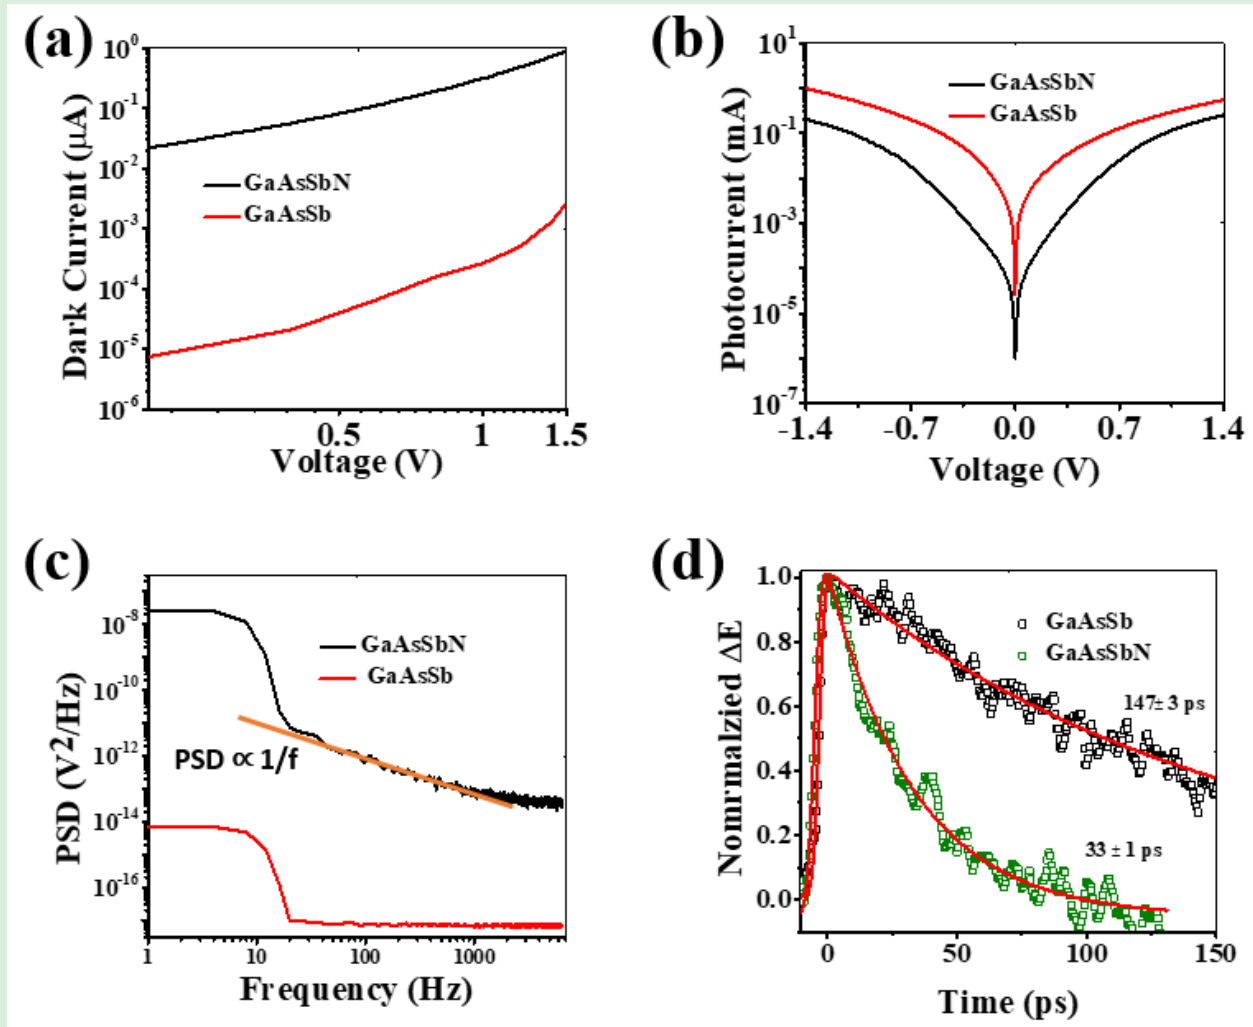 (a)
Dark Current (μA)
10⁰
10⁻¹
10⁻²
10⁻³
10⁻⁴
10⁻⁵
10⁻⁶
GaAsSbN
GaAsSb
0.5
1
1.5
Voltage (V)
(b)
Photocurrent (mA)
10¹
10⁻¹
10⁻³
10⁻⁵
10⁻⁷
GaAsSbN
GaAsSb
-1.4
-0.7
0.0
0.7
1.4
Voltage (V)
(c)
PSD (V²/Hz)
10⁻⁸
10⁻¹⁰
10⁻¹²
10⁻¹⁴
10⁻¹⁶
GaAsSbN
GaAsSb
PSD ∝ 1/f
1
10
100
1000
Frequency (Hz)
(d)
Nomrmalzied ΔE
1.0
0.8
0.6
0.4
0.2
0.0
GaAsSb
GaAsSbN
147± 3 ps
33 ± 1 ps
0
50
100
150
Time (ps)